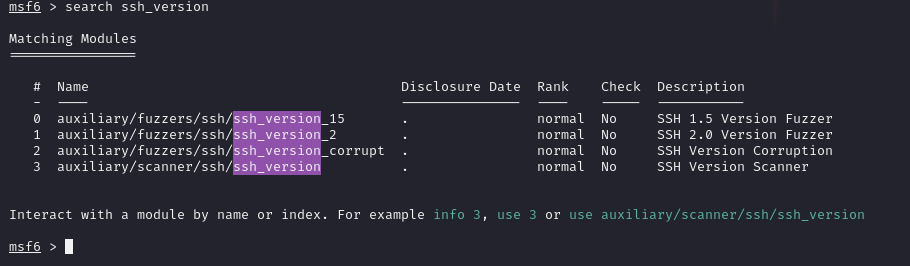 msf6 > search ssh_version
Matching Modules
================
# Name Disclosure Date Rank Check Description
- ---- --------------- ---- ----- -----------
0 auxiliary/fuzzers/ssh/ssh_version_15 . normal No SSH 1.5 Version Fuzzer
1 auxiliary/fuzzers/ssh/ssh_version_2 . normal No SSH 2.0 Version Fuzzer
2 auxiliary/fuzzers/ssh/ssh_version_corrupt . normal No SSH Version Corruption
3 auxiliary/scanner/ssh/ssh_version . normal No SSH Version Scanner
Interact with a module by name or index. For example info 3, use 3 or use auxiliary/scanner/ssh/ssh_version
msf6 >